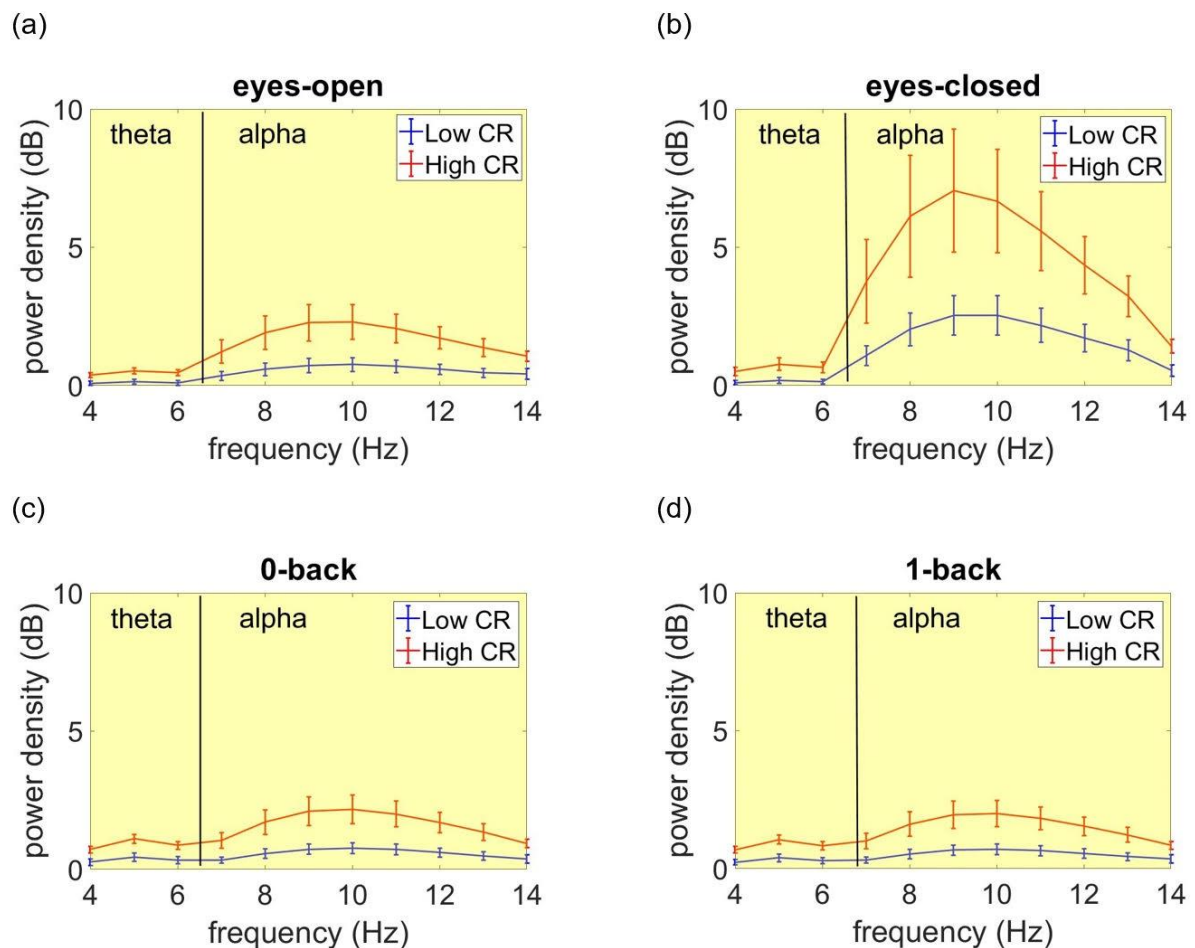 (a)
eyes-open
10
5
0
power density (dB)
theta
alpha
Low CR
High CR
4 6 8 10 12 14
frequency (Hz)
(b)
eyes-closed
10
5
0
power density (dB)
theta
alpha
Low CR
High CR
4 6 8 10 12 14
frequency (Hz)
(c)
0-back
10
5
0
power density (dB)
theta
alpha
Low CR
High CR
4 6 8 10 12 14
frequency (Hz)
(d)
1-back
10
5
0
power density (dB)
theta
alpha
Low CR
High CR
4 6 8 10 12 14
frequency (Hz)